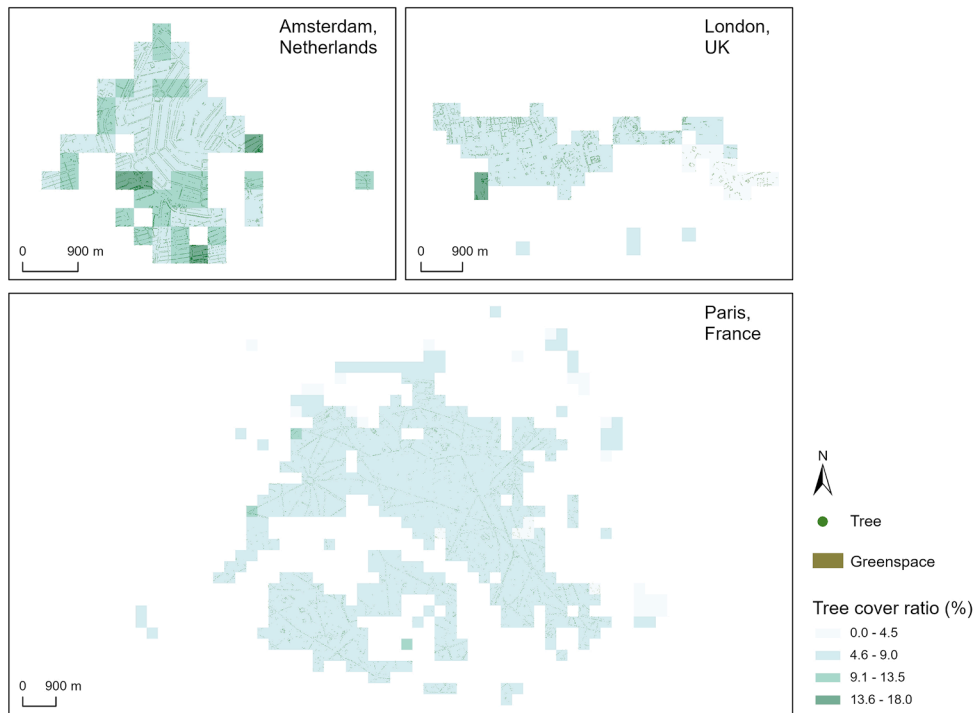 Amsterdam,
Netherlands
0 900 m
London,
UK
0 900 m
Paris,
France
0 900 m
N
Tree
Greenspace
Tree cover ratio (%)
0.0 - 4.5
4.6 - 9.0
9.1 - 13.5
13.6 - 18.0